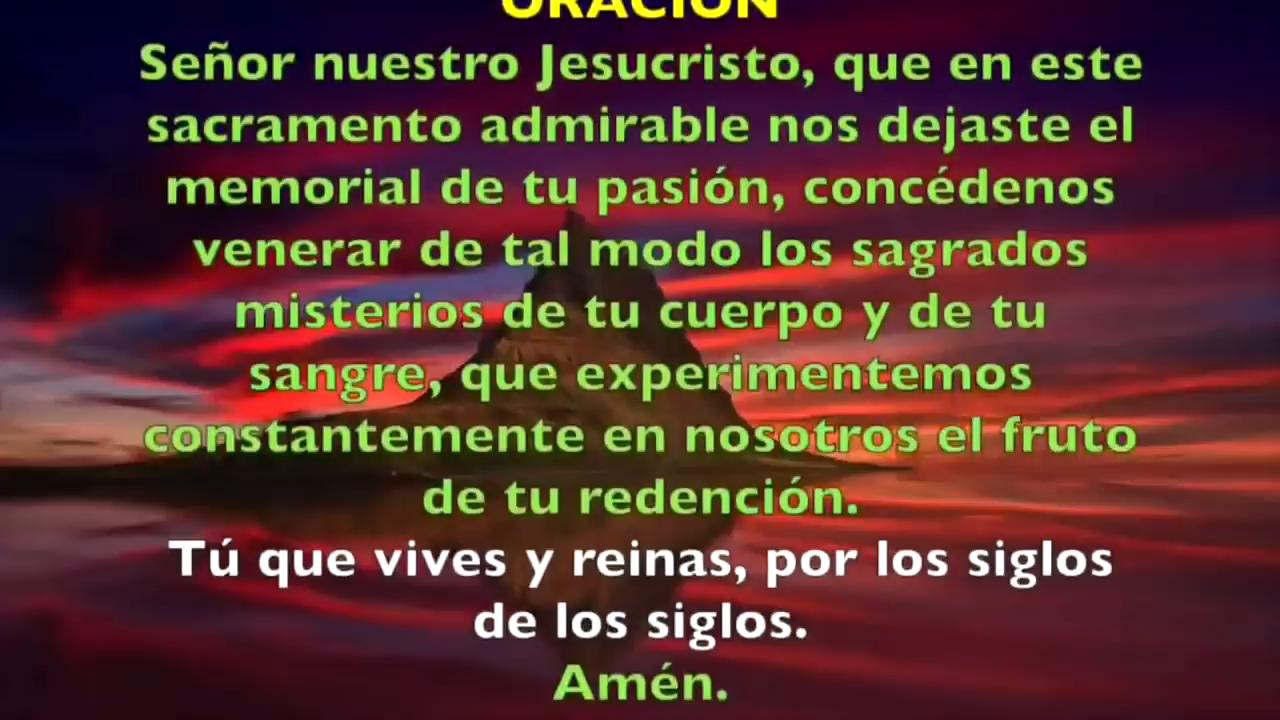 ORACIÓN
Señor nuestro Jesucristo, que en este
sacramento admirable nos dejaste el
memorial de tu pasión, concédenos
venerar de tal modo los sagrados
misterios de tu cuerpo y de tu
sangre, que experimentemos
constantemente en nosotros el fruto
de tu redención.
Tú que vives y reinas, por los siglos
de los siglos.
Amén.